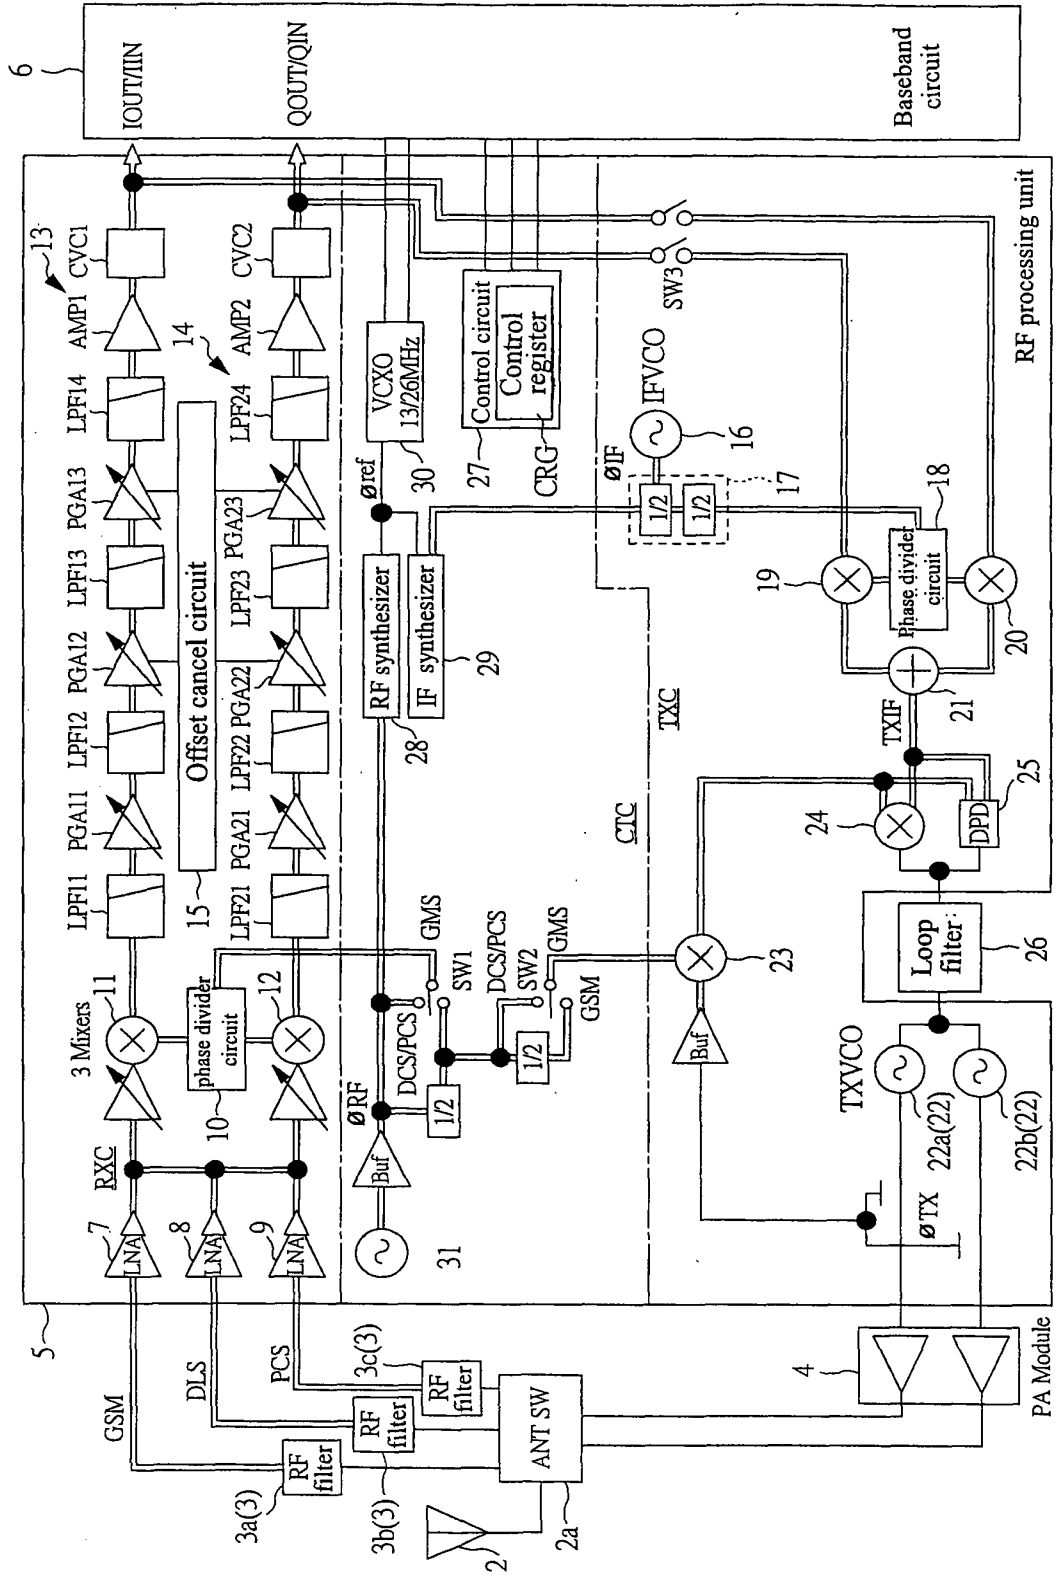 6
IOUT/IIN
QOUT/QIN
Baseband
circuit
13
CVC1
AMP1
LPF14
PGA13
LPF13
PGA12
LPF12
PGA11
LPF11
14
CVC2
AMP2
LPF24
PGA23
LPF23
PGA22
LPF22
PGA21
LPF21
Offset cancel circuit
15
11
3 Mixers
12
phase divider
circuit
10
RXC
7
LNA
8
LNA
9
LNA
5
GSM
DLS
PCS
3a(3)
RF
filter
3b(3)
RF
filter
3c(3)
RF
filter
ANT SW
2a
2
VCXO
13/26MHz
30
øref
RF synthesizer
28
IF synthesizer
29
Control circuit
Control
register
27
CRG
GMS
SW1
DCS/PCS
DCS/PCS
SW2
GMS
GSM
1/2
1/2
øRF
Buf
31
CTC
TXC
SW3
IFVCO
16
øIF
1/2
1/2
17
18
Phase divider
circuit
19
20
21
TXIF
24
DPD
25
23
Buf
Loop
filter:
26
TXVCO
22a(22)
22b(22)
øTX
4
PA Module
RF processing unit